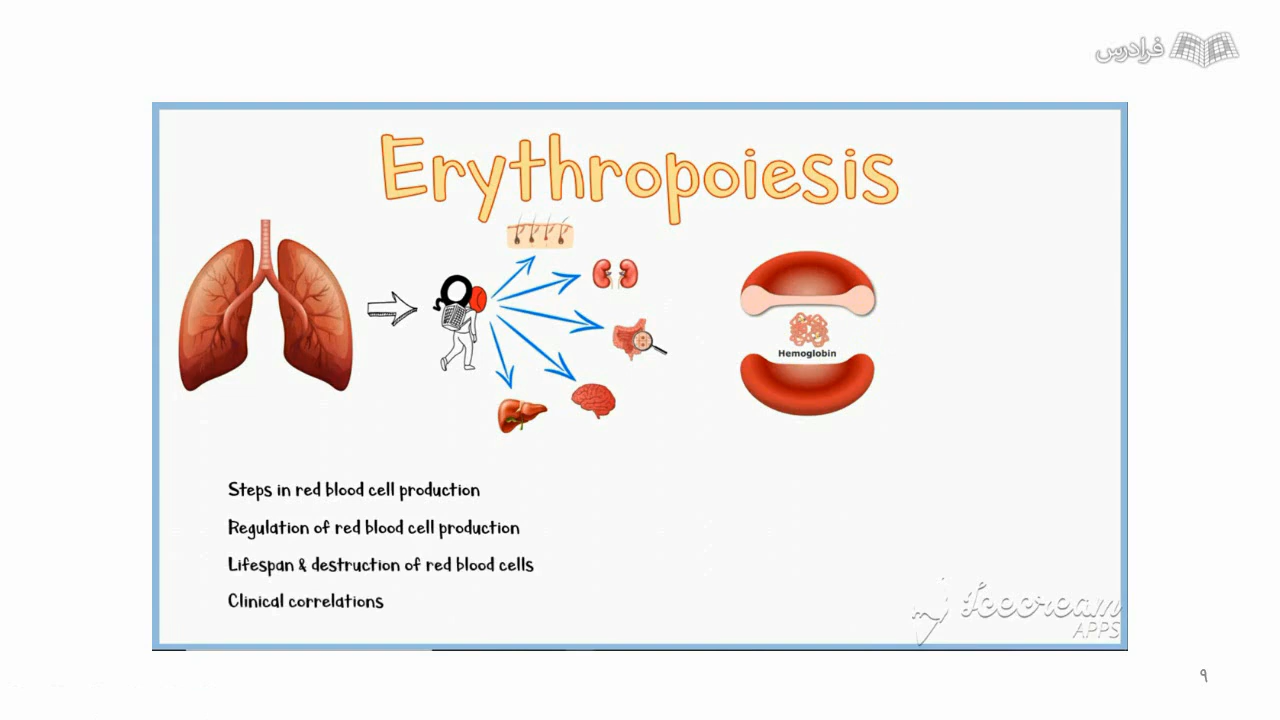 فرادرس
Erythropoiesis
Hemoglobin
Steps in red blood cell production
Regulation of red blood cell production
Lifespan & destruction of red blood cells
Clinical correlations
Icecream
APPS
۹